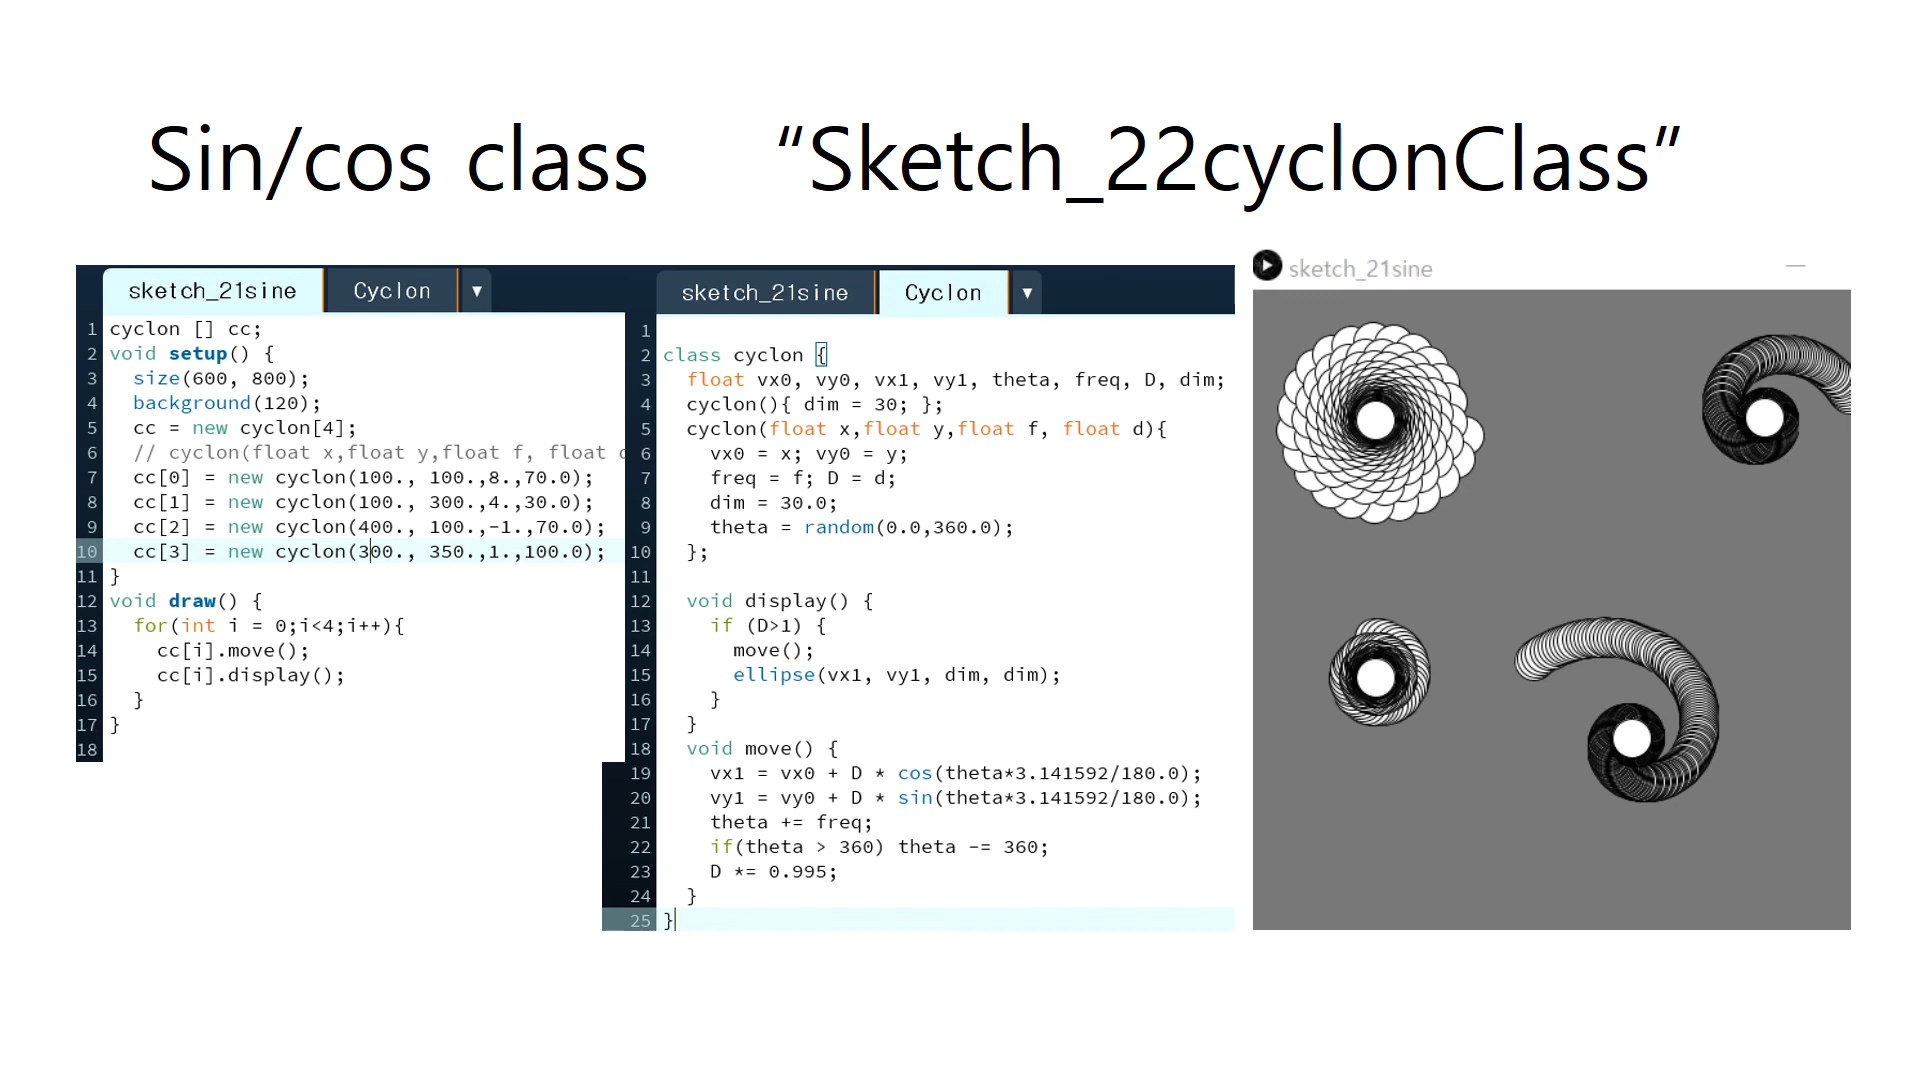 Sin/cos class “Sketch_22cyclonClass”
sketch_21sine Cyclon ▼
1 cyclon [] cc;
2 void setup() {
3 size(600, 800);
4 background(120);
5 cc = new cyclon[4];
6 // cyclon(float x,float y,float f, float
7 cc[0] = new cyclon(100., 100.,8.,70.0);
8 cc[1] = new cyclon(100., 300.,4.,30.0);
9 cc[2] = new cyclon(400., 100.,-1.,70.0);
10 cc[3] = new cyclon(300., 350.,1.,100.0);
11 }
12 void draw() {
13 for(int i = 0;i<4;i++){
14 cc[i].move();
15 cc[i].display();
16 }
17 }
18
sketch_21sine Cyclon ▼
1
2 class cyclon {
3 float vx0, vy0, vx1, vy1, theta, freq, D, dim;
4 cyclon(){ dim = 30; };
5 cyclon(float x,float y,float f, float d){
6 vx0 = x; vy0 = y;
7 freq = f; D = d;
8 dim = 30.0;
9 theta = random(0.0,360.0);
10 };
11
12 void display() {
13 if (D>1) {
14 move();
15 ellipse(vx1, vy1, dim, dim);
16 }
17 }
18 void move() {
19 vx1 = vx0 + D * cos(theta*3.141592/180.0);
20 vy1 = vy0 + D * sin(theta*3.141592/180.0);
21 theta += freq;
22 if(theta > 360) theta -= 360;
23 D *= 0.995;
24 }
25 }
sketch_21sine